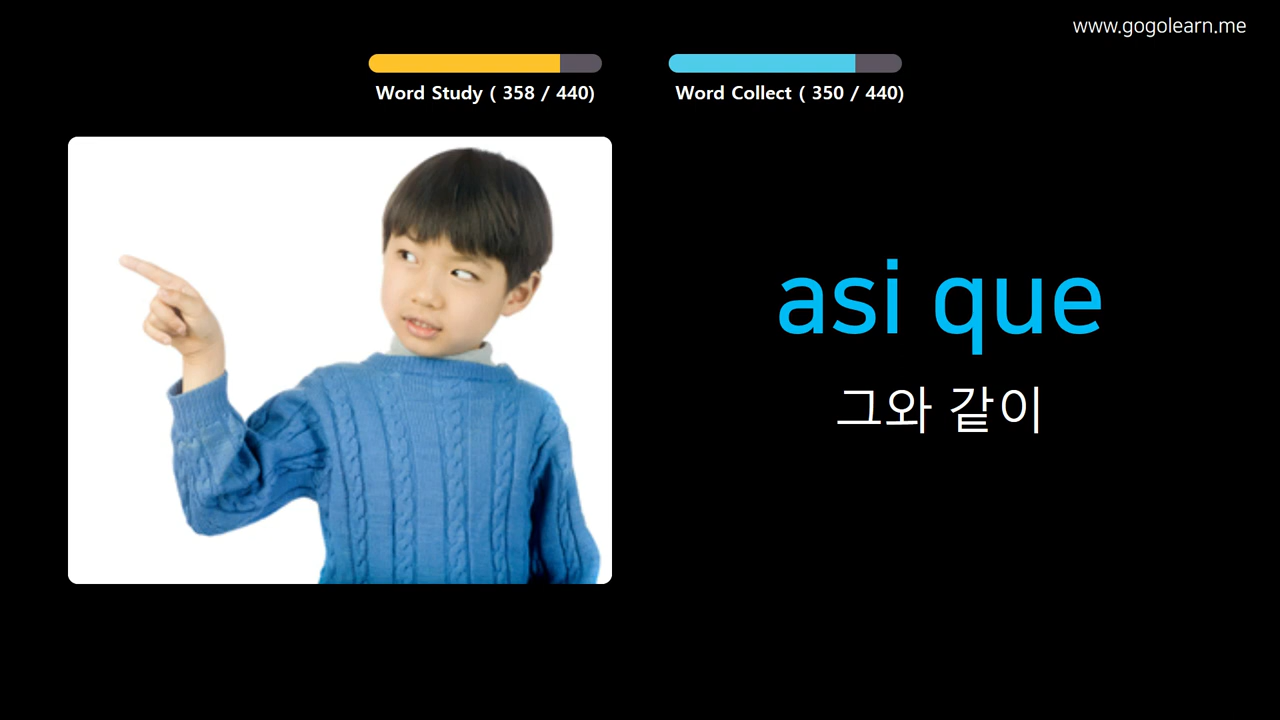 www.gogolearn.me
Word Study ( 358 / 440)
Word Collect ( 350 / 440)
asi que
그와 같이